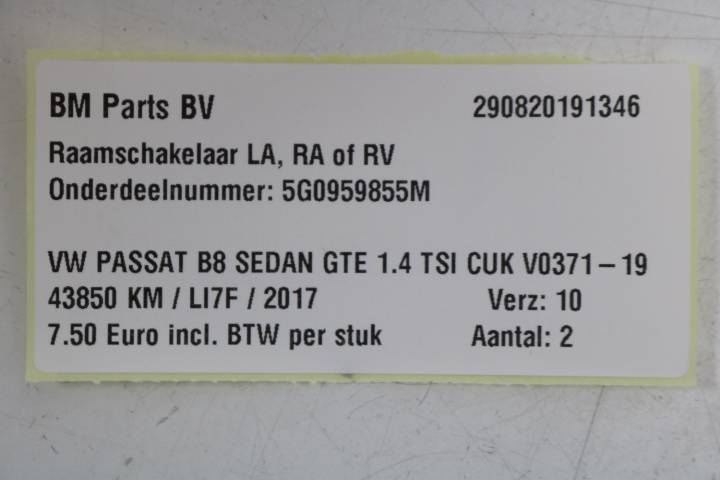 BM Parts BV 290820191346
Raamschakelaar LA, RA of RV
Onderdeelnummer: 5G0959855M
VW PASSAT B8 SEDAN GTE 1.4 TSI CUK V0371-19
43850 KM / LI7F / 2017 Verz: 10
7.50 Euro incl. BTW per stuk Aantal: 2